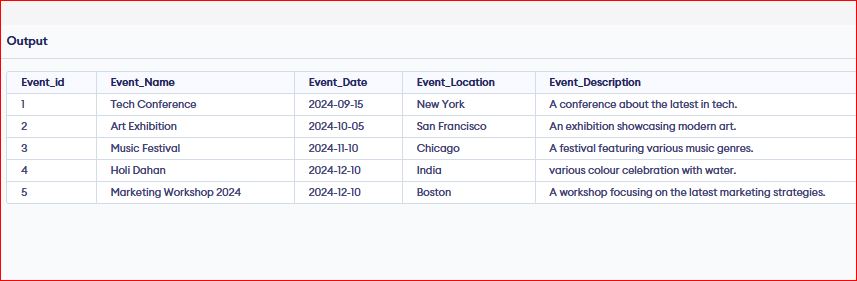 Output
Event_id Event_Name Event_Date Event_Location Event_Description
1 Tech Conference 2024-09-15 New York A conference about the latest in tech.
2 Art Exhibition 2024-10-05 San Francisco An exhibition showcasing modern art.
3 Music Festival 2024-11-10 Chicago A festival featuring various music genres.
4 Holi Dahan 2024-12-10 India various colour celebration with water.
5 Marketing Workshop 2024 2024-12-10 Boston A workshop focusing on the latest marketing strategies.